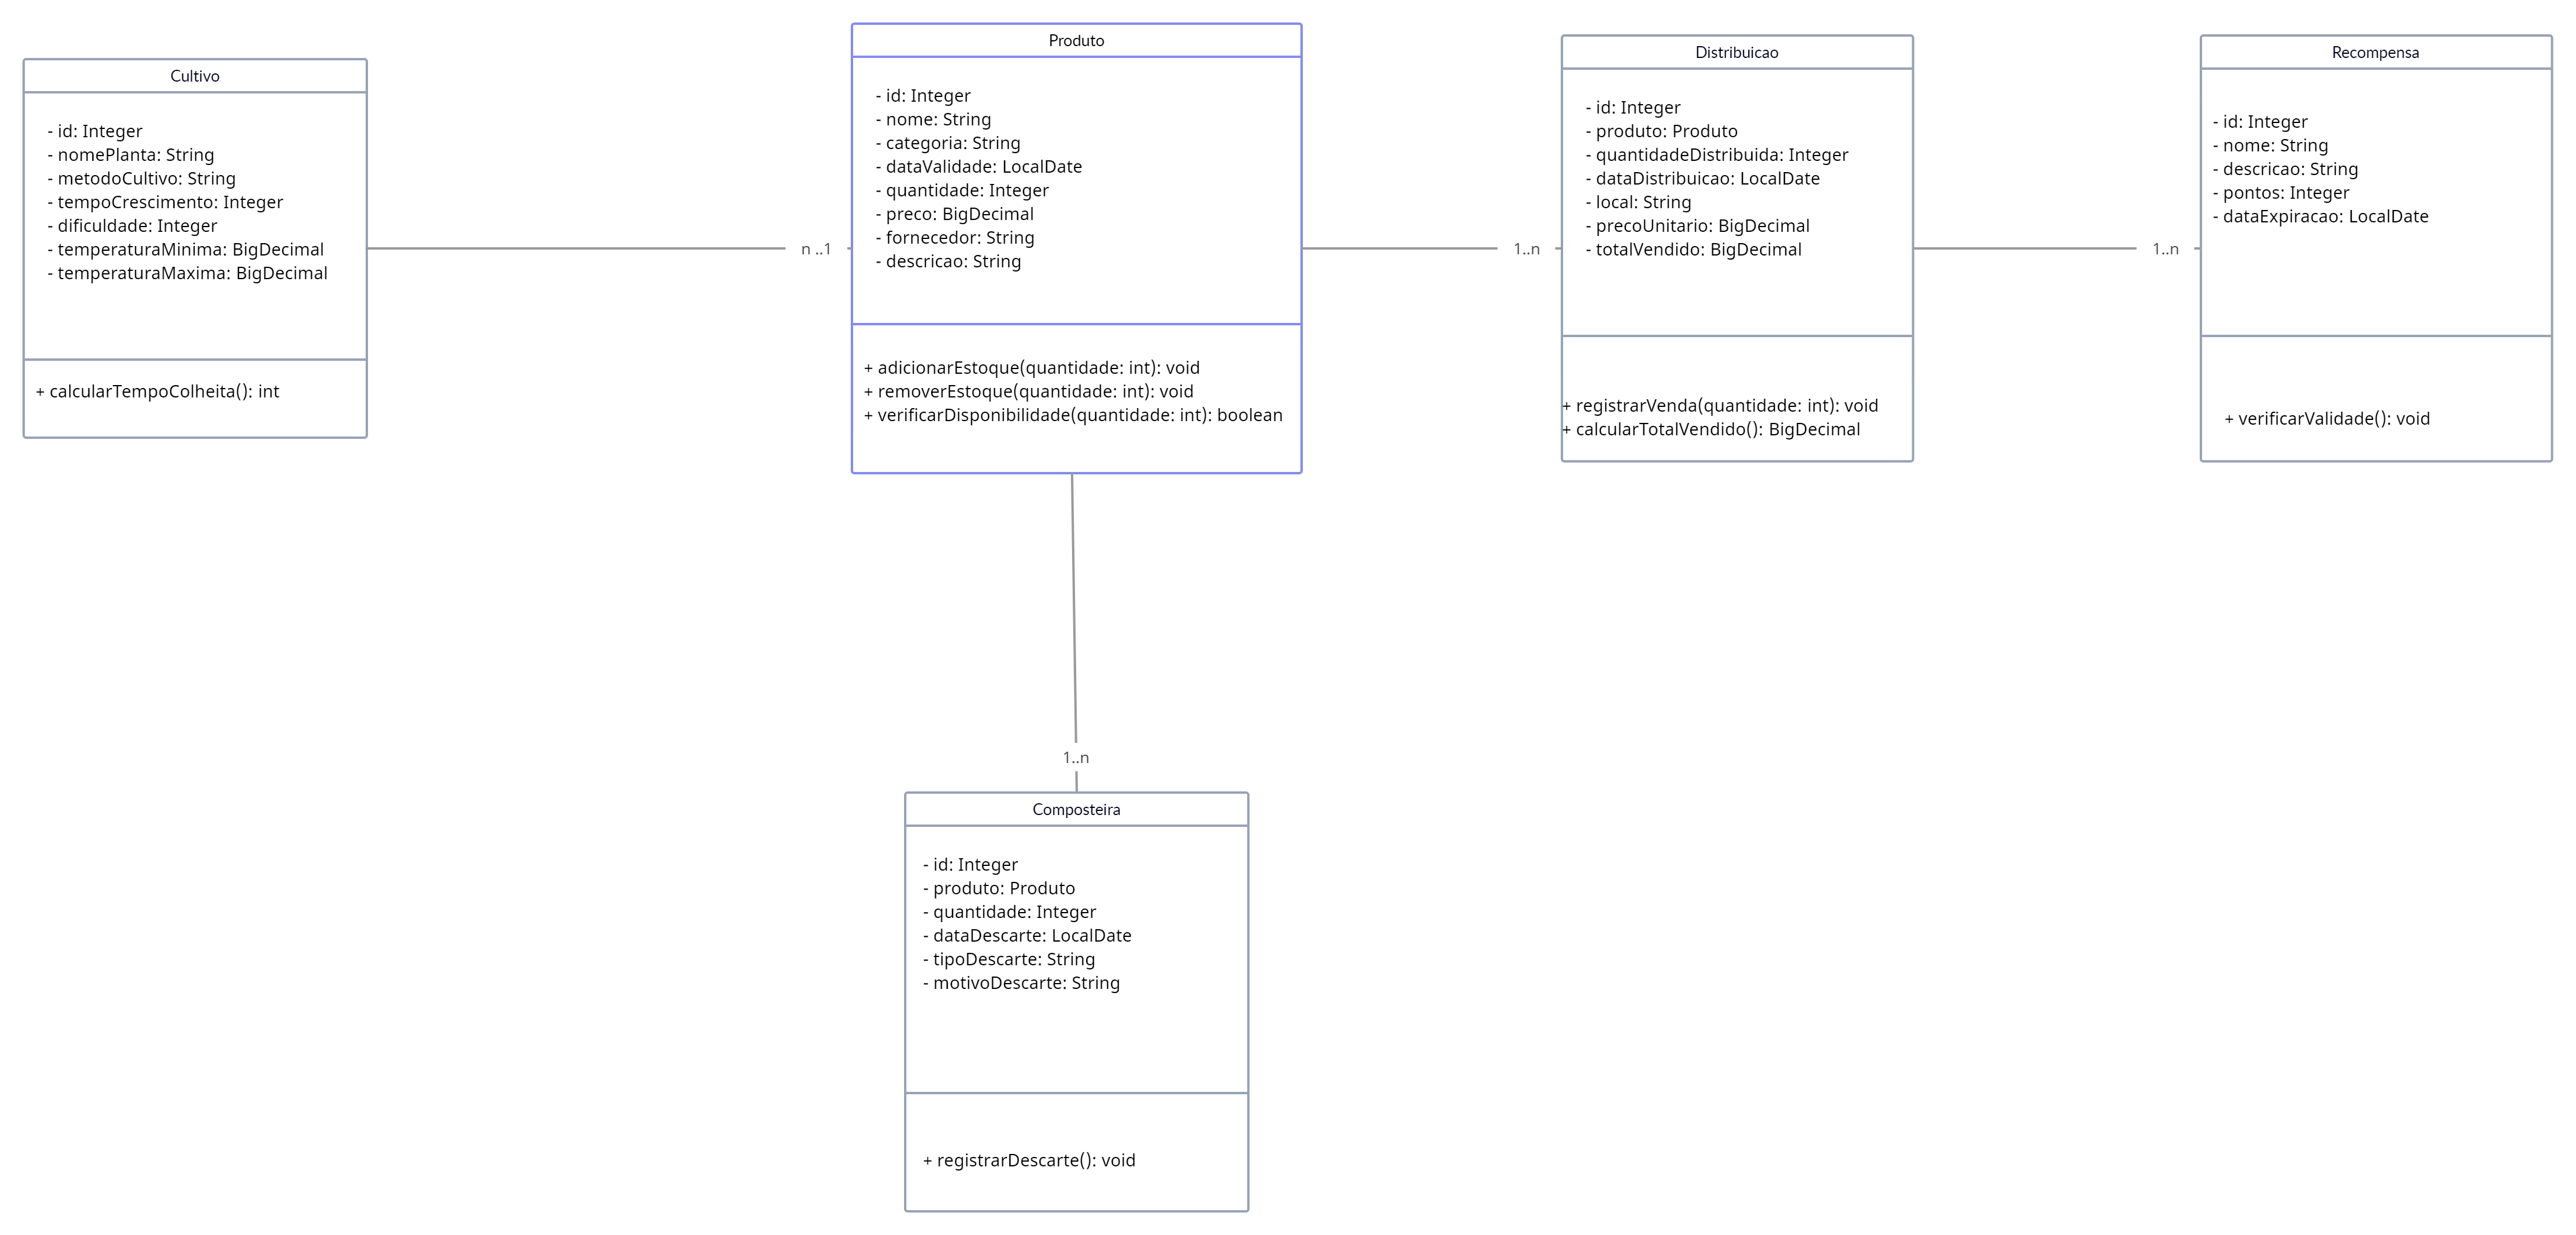 Cultivo
- id: Integer
- nomePlanta: String
- metodoCultivo: String
- tempoCrescimento: Integer
- dificuldade: Integer
- temperaturaMinima: BigDecimal
- temperaturaMaxima: BigDecimal
+ calcularTempoColheita(): int
n ..1
Produto
- id: Integer
- nome: String
- categoria: String
- dataValidade: LocalDate
- quantidade: Integer
- preco: BigDecimal
- fornecedor: String
- descricao: String
+ adicionarEstoque(quantidade: int): void
+ removerEstoque(quantidade: int): void
+ verificarDisponibilidade(quantidade: int): boolean
1..n
Distribuicao
- id: Integer
- produto: Produto
- quantidadeDistribuida: Integer
- dataDistribuicao: LocalDate
- local: String
- precoUnitario: BigDecimal
- totalVendido: BigDecimal
+ registrarVenda(quantidade: int): void
+ calcularTotalVendido(): BigDecimal
1..n
Recompensa
- id: Integer
- nome: String
- descricao: String
- pontos: Integer
- dataExpiracao: LocalDate
+ verificarValidade(): void
1..n
Composteira
- id: Integer
- produto: Produto
- quantidade: Integer
- dataDescarte: LocalDate
- tipoDescarte: String
- motivoDescarte: String
+ registrarDescarte(): void